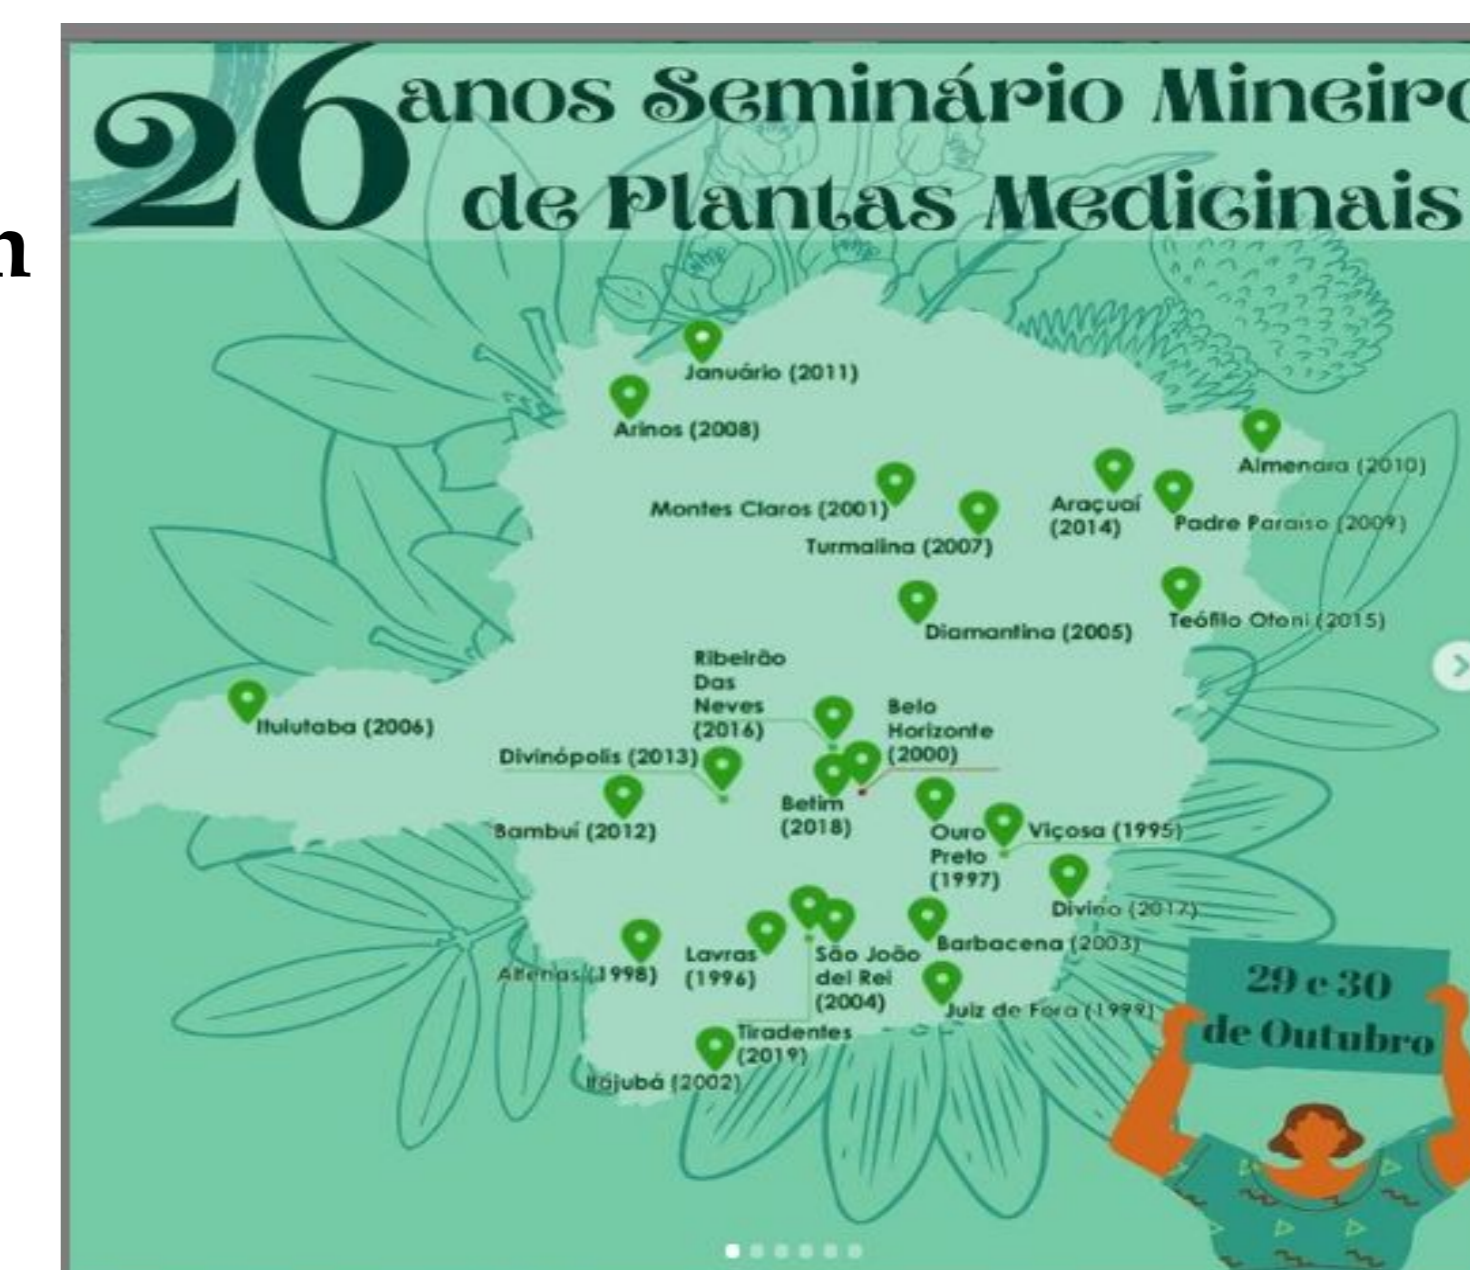 26 anos Seminário Mineiro
de Plantas Medicinais
n
Januário (2011)
Arinos (2008)
Almenara (2010)
Montes Claros (2001)
Araçuaí
(2014)
Padre Paraíso (2009)
Turmalina (2007)
Diamantina (2005)
Teófilo Otoni (2015)
Ribeirão
Das
Neves
(2016)
Belo
Horizonte
(2000)
Ituiutaba (2006)
Divinópolis (2013)
Bambuí (2012)
Betim
(2018)
Ouro
Preto
(1997)
Viçosa (1995)
Divino (2017)
Alfenas (1998)
Lavras
(1996)
São João
del Rei
(2004)
Barbacena (2003)
Juiz de Fora (1999)
Tiradentes
(2019)
Itajubá (2002)
29 e 30
de Outubro